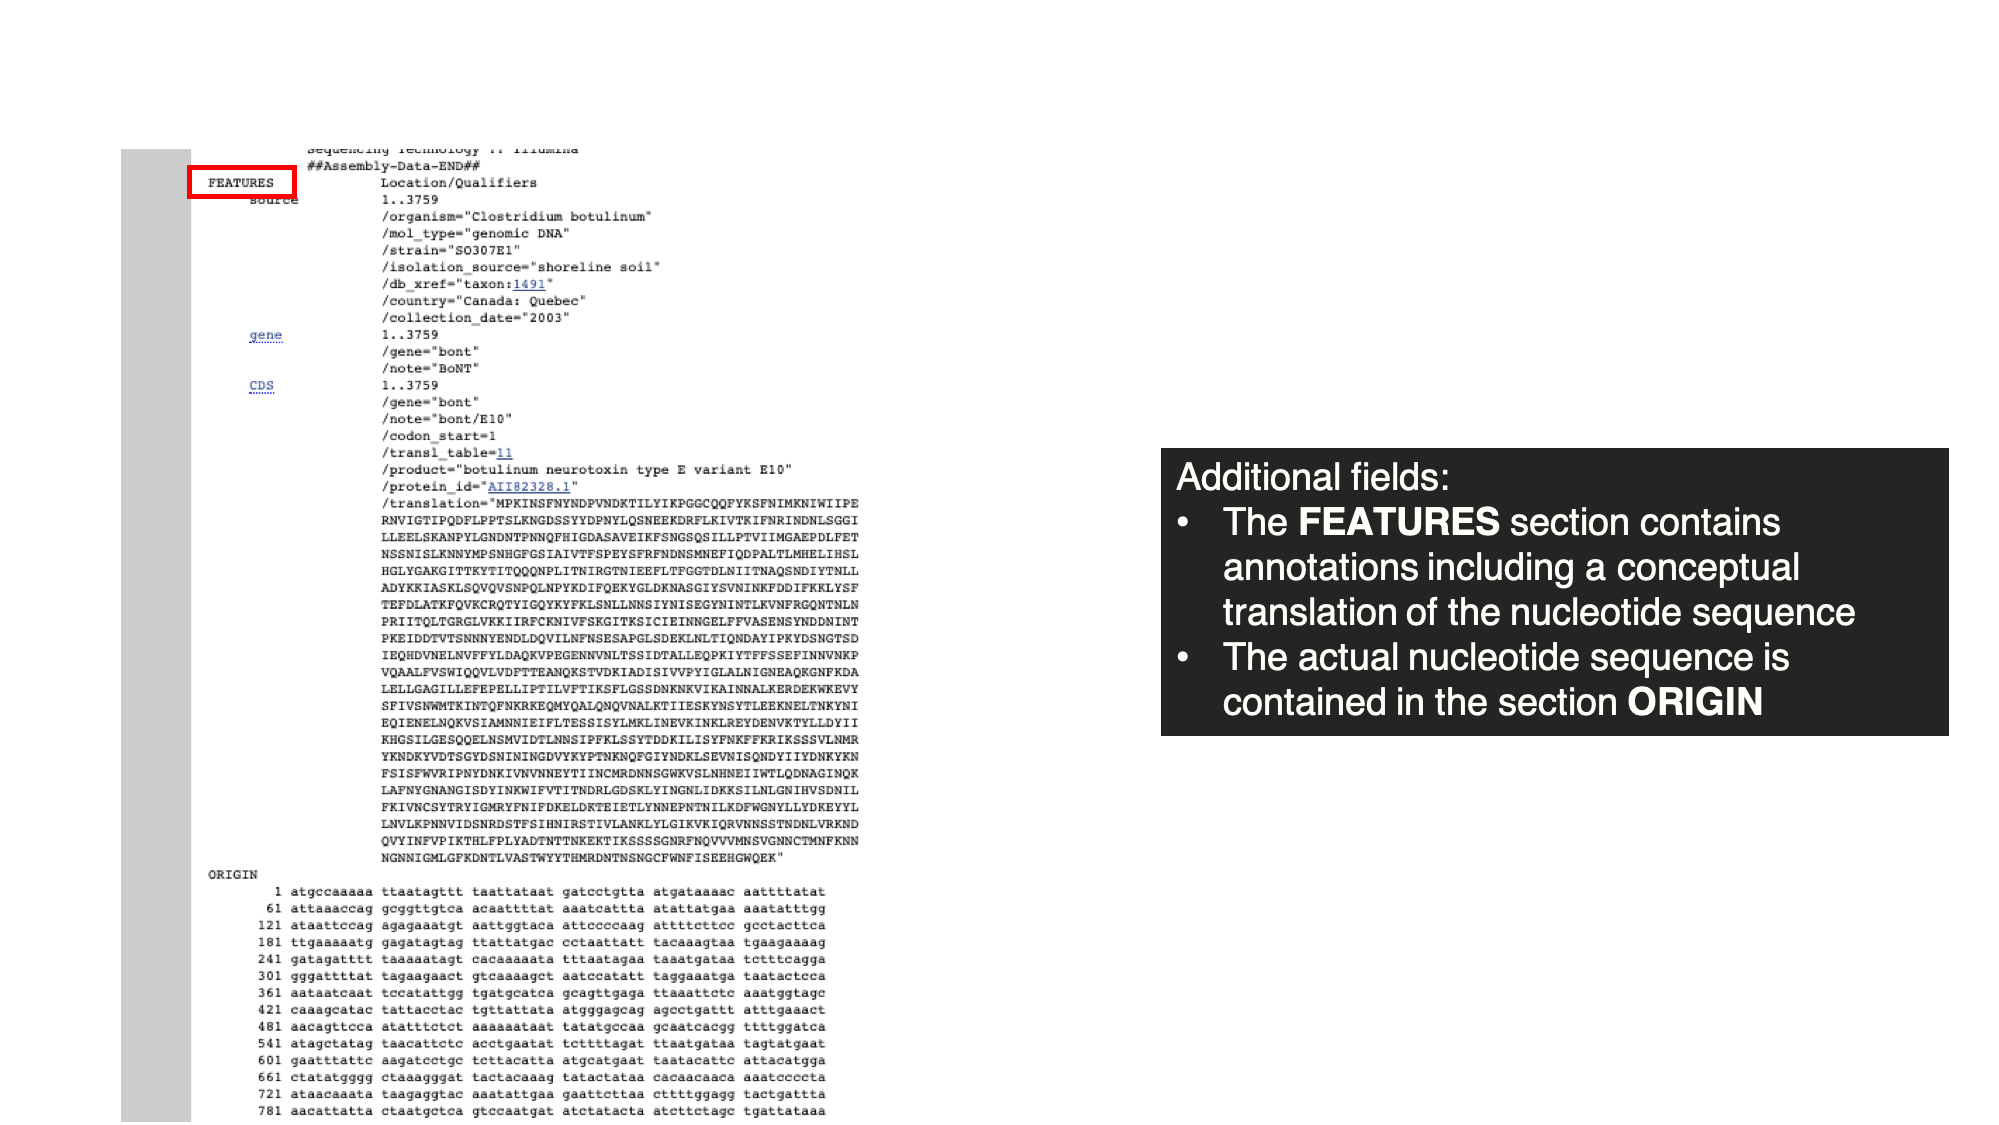 Sequencing Technology :: Illumina
##Assembly-Data-END##
FEATURES Location/Qualifiers
source 1..3759
/organism="Clostridium botulinum"
/mol_type="genomic DNA"
/strain="SO307E1"
/isolation_source="shoreline soil"
/db_xref="taxon:1491"
/country="Canada: Quebec"
/collection_date="2003"
gene 1..3759
/gene="bont"
/note="BoNT"
CDS 1..3759
/gene="bont"
/note="bont/E10"
/codon_start=1
/transl_table=11
/product="botulinum neurotoxin type E variant E10"
/protein_id="AII82328.1"
/translation="MPKINSFNYNDPVNDKTILYIKPGGCQQFYKSFNIMKNIWIIPE
RNVIGTIPQDFLPPTSLKNGDSSYYDPNYLQSNEEKDRFLKIVTKIFNRINDNLSGGI
LLEELSKANPYLGNDNTPNNQFHIGDASAVEIKFSNGSQSILLPTVIIMGAEPDLFET
NSSNISLKNNYMPSNHGFGSIAIVTFSPEYSFRFNDNSMNEFIQDPALTLMHELIHSL
HGLYGAKGITTKYTITQQQNPLITNIRGTNIEEFLTFGGTDLNIITNAQSNDIYTNLL
ADYKKIASKLSQVQVSNPQLNPYKDIFQEKYGLDKNASGIYSVNINKFDDIFKKLYSF
TEFDLATKFQVKCRQTYIGQYKYFKLSNLLNNSIYNISEGYNINTLKVNFRGQNTNLN
PRIITQLTGRGLVKKIIRFCKNIVFSKGITKSICIEINNGELFFVASENSYNDDNINT
PKEIDDTVTSNNNYENDLDQVILNFNSESAPGLSDEKLNLTIQNDAYIPKYDSNGTSD
IEQHDVNELNVFFYLDAQKVPEGENNVNLTSSIDTALLEQPKIYTFFSSEFINNVNKP
VQAALFVSWIQQVLVDFTTEANQKSTVDKIADISIVVPYIGLALNIGNEAQKGNFKDA
LELLGAGILLEFEPELLIPTILVFTIKSFLGSSDNKNKVIKAINNALKERDEKWKEVY
SFIVSNWMTKINTQFNKRKEQMYQALQNQVNALKTIIESKYNSYTLEEKNELTNKYNI
EQIENELNQKVSIAMNNIEIFLTESSISYLMKLINEVKINKLREYDENVKTYLLDYII
KHGSILGESQQELNSMVIDTLNNSIPFKLSSYTDDKILISYFNKFFKRIKSSSVLNMR
YKNDKYVDTSGYDSNININGDVYKYPTNKNQFGIYNDKLSEVNISQNDYIIYDNKYKN
FSISFWVRIPNYDNKIVNVNNEYTIINCMRDNNSGWKVSLNHNEIIWTLQDNAGINQK
LAFNYGNANGISDYINKWIFVTITNDRLGDSKLYINGNLIDKKSILNLGNIHVSDNIL
FKIVNCSYTRYIGMRYFNIFDKELDKTEIETLYNNEPNTNILKDFWGNYLLYDKEYYL
LNVLKPNNVIDSNRDSTFSIHNIRSTIVLANKLYLGIKVKIQRVNNSSTNDNLVRKND
QVYINFVPIKTHLFPLYADTNTTNKEKTIKSSSSGNRFNQVVVMNSVGNNCTMNFKNN
NGNNIGMLGFKDNTLVASTWYYTHMRDNTNSNGCFWNFISEEHGWQEK"
ORIGIN
1 atgccaaaaa ttaatagttt taattataat gatcctgtta atgataaaac aattttatat
61 attaaaccag gcggttgtca acaattttat aaatcattta atattatgaa aaatatttgg
121 ataattccag agagaaatgt aattggtaca attccccaag attttcttcc gcctacttca
181 ttgaaaaatg gagatagtag ttattatgac cctaattatt tacaaagtaa tgaagaaaag
241 gatagatttt taaaaatagt cacaaaaata tttaatagaa taaatgataa tctttcagga
301 gggattttat tagaagaact gtcaaaagct aatccatatt taggaaatga taatactcca
361 aataatcaat tccatattgg tgatgcatca gcagttgaga ttaaattctc aaatggtagc
421 caaagcatac tattacctac tgttattata atgggagcag agcctgattt atttgaaact
481 aacagttcca atatttctct aaaaaataat tatatgccaa gcaatcacgg ttttggatca
541 atagctatag taacattctc acctgaatat tcttttagat ttaatgataa tagtatgaat
601 gaatttattc aagatcctgc tcttacatta atgcatgaat taatacattc attacatgga
661 ctatatgggg ctaaagggat tactacaaag tatactataa cacaacaaca aaatccccta
721 ataacaaata taagaggtac aaatattgaa gaattcttaa cttttggagg tactgattta
781 aacattatta ctaatgctca gtccaatgat atctatacta atcttctagc tgattataaa
Additional fields:
• The FEATURES section contains
annotations including a conceptual
translation of the nucleotide sequence
• The actual nucleotide sequence is
contained in the section ORIGIN